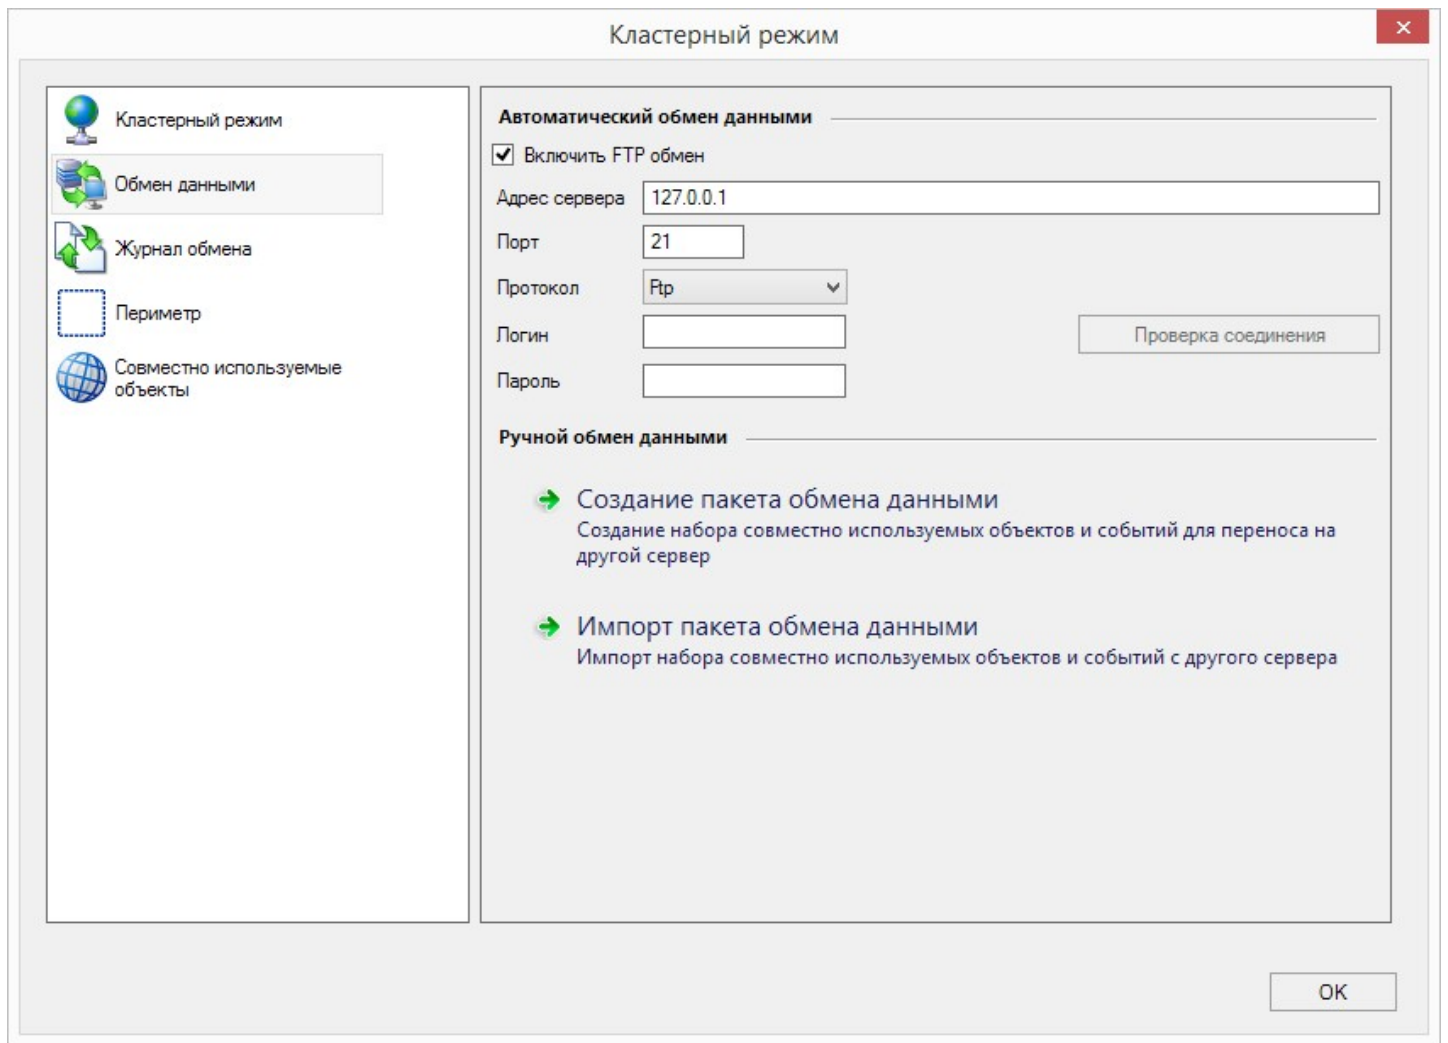 Кластерный режим
Кластерный режим
Обмен данными
Журнал обмена
Периметр
Совместно используемые
объекты
Автоматический обмен данными
Включить FTP обмен
Адрес сервера 127.0.0.1
Порт 21
Протокол Ftp
Логин
Проверка соединения
Пароль
Ручной обмен данными
Создание пакета обмена данными
Создание набора совместно используемых объектов и событий для переноса на
другой сервер
Импорт пакета обмена данными
Импорт набора совместно используемых объектов и событий с другого сервера
OK